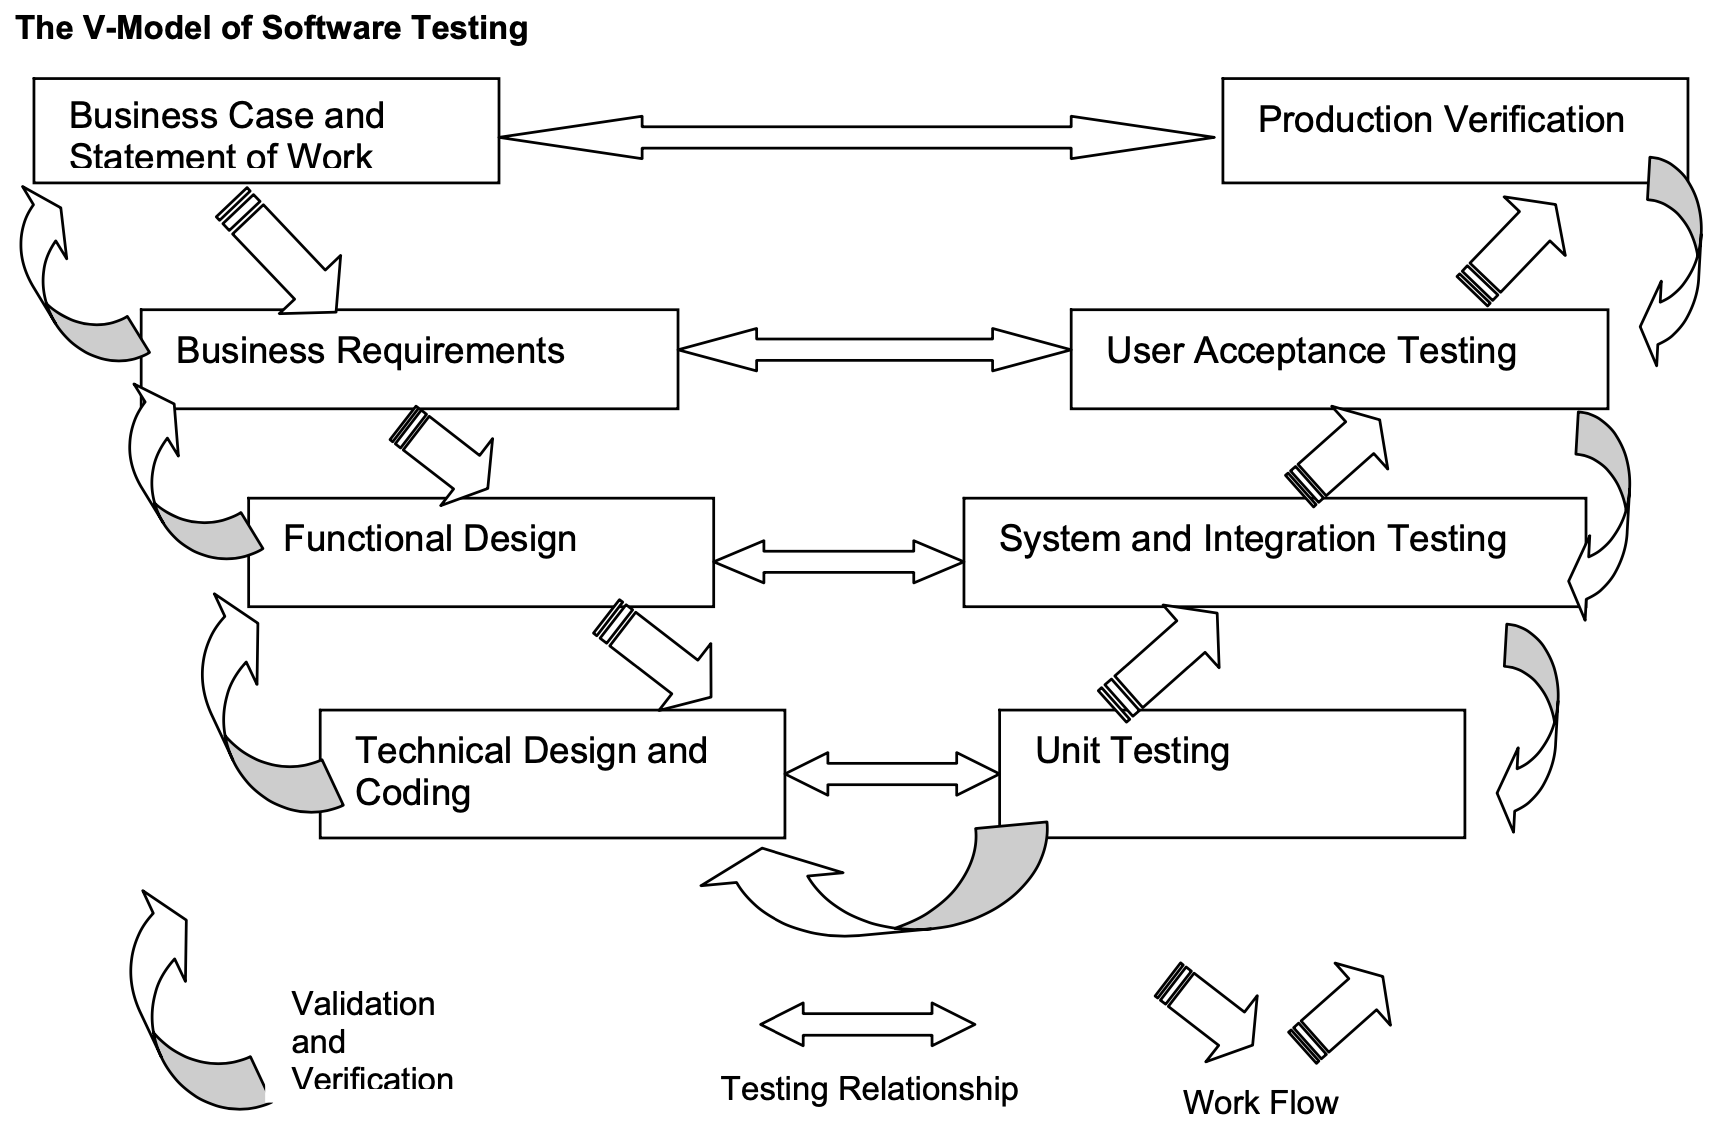 The V-Model of Software Testing
Business Case and
Statement of Work
Production Verification
Business Requirements
User Acceptance Testing
Functional Design
System and Integration Testing
Technical Design and
Coding
Unit Testing
Validation
and
Verification
Testing Relationship
Work Flow